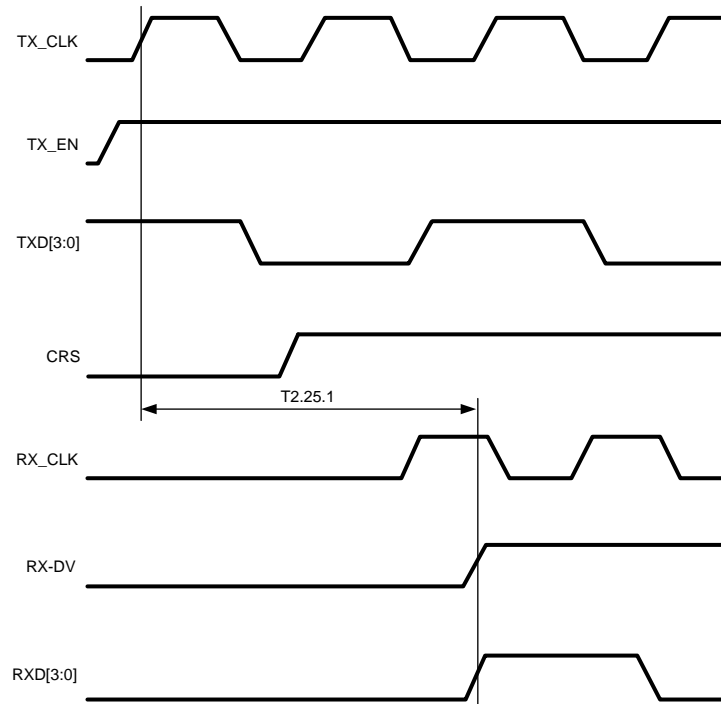 TX_CLK
TX_EN
TXD[3:0]
CRS
T2.25.1
RX_CLK
RX-DV
RXD[3:0]